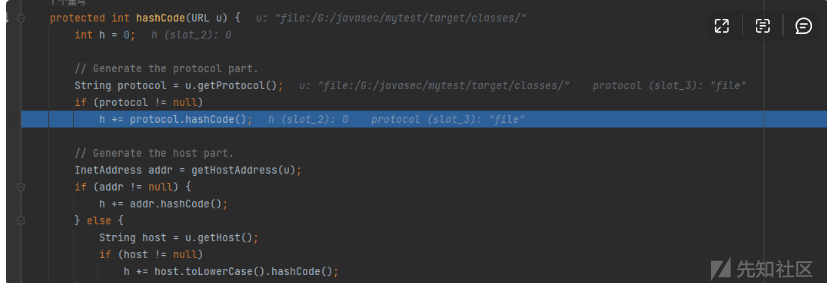 protected int hashCode(URL u) { u: "file:/G:/javasec/mytest/target/classes/"
int h = 0; h (slot_2): 0
// Generate the protocol part.
String protocol = u.getProtocol(); u: "file:/G:/javasec/mytest/target/classes/" protocol (slot_3): "file"
if (protocol != null)
h += protocol.hashCode(); h (slot_2): 0 protocol (slot_3): "file"
// Generate the host part.
InetAddress addr = getHostAddress(u);
if (addr != null) {
h += addr.hashCode();
} else {
String host = u.getHost();
if (host != null)
h += host.toLowerCase().hashCode();
先知社区